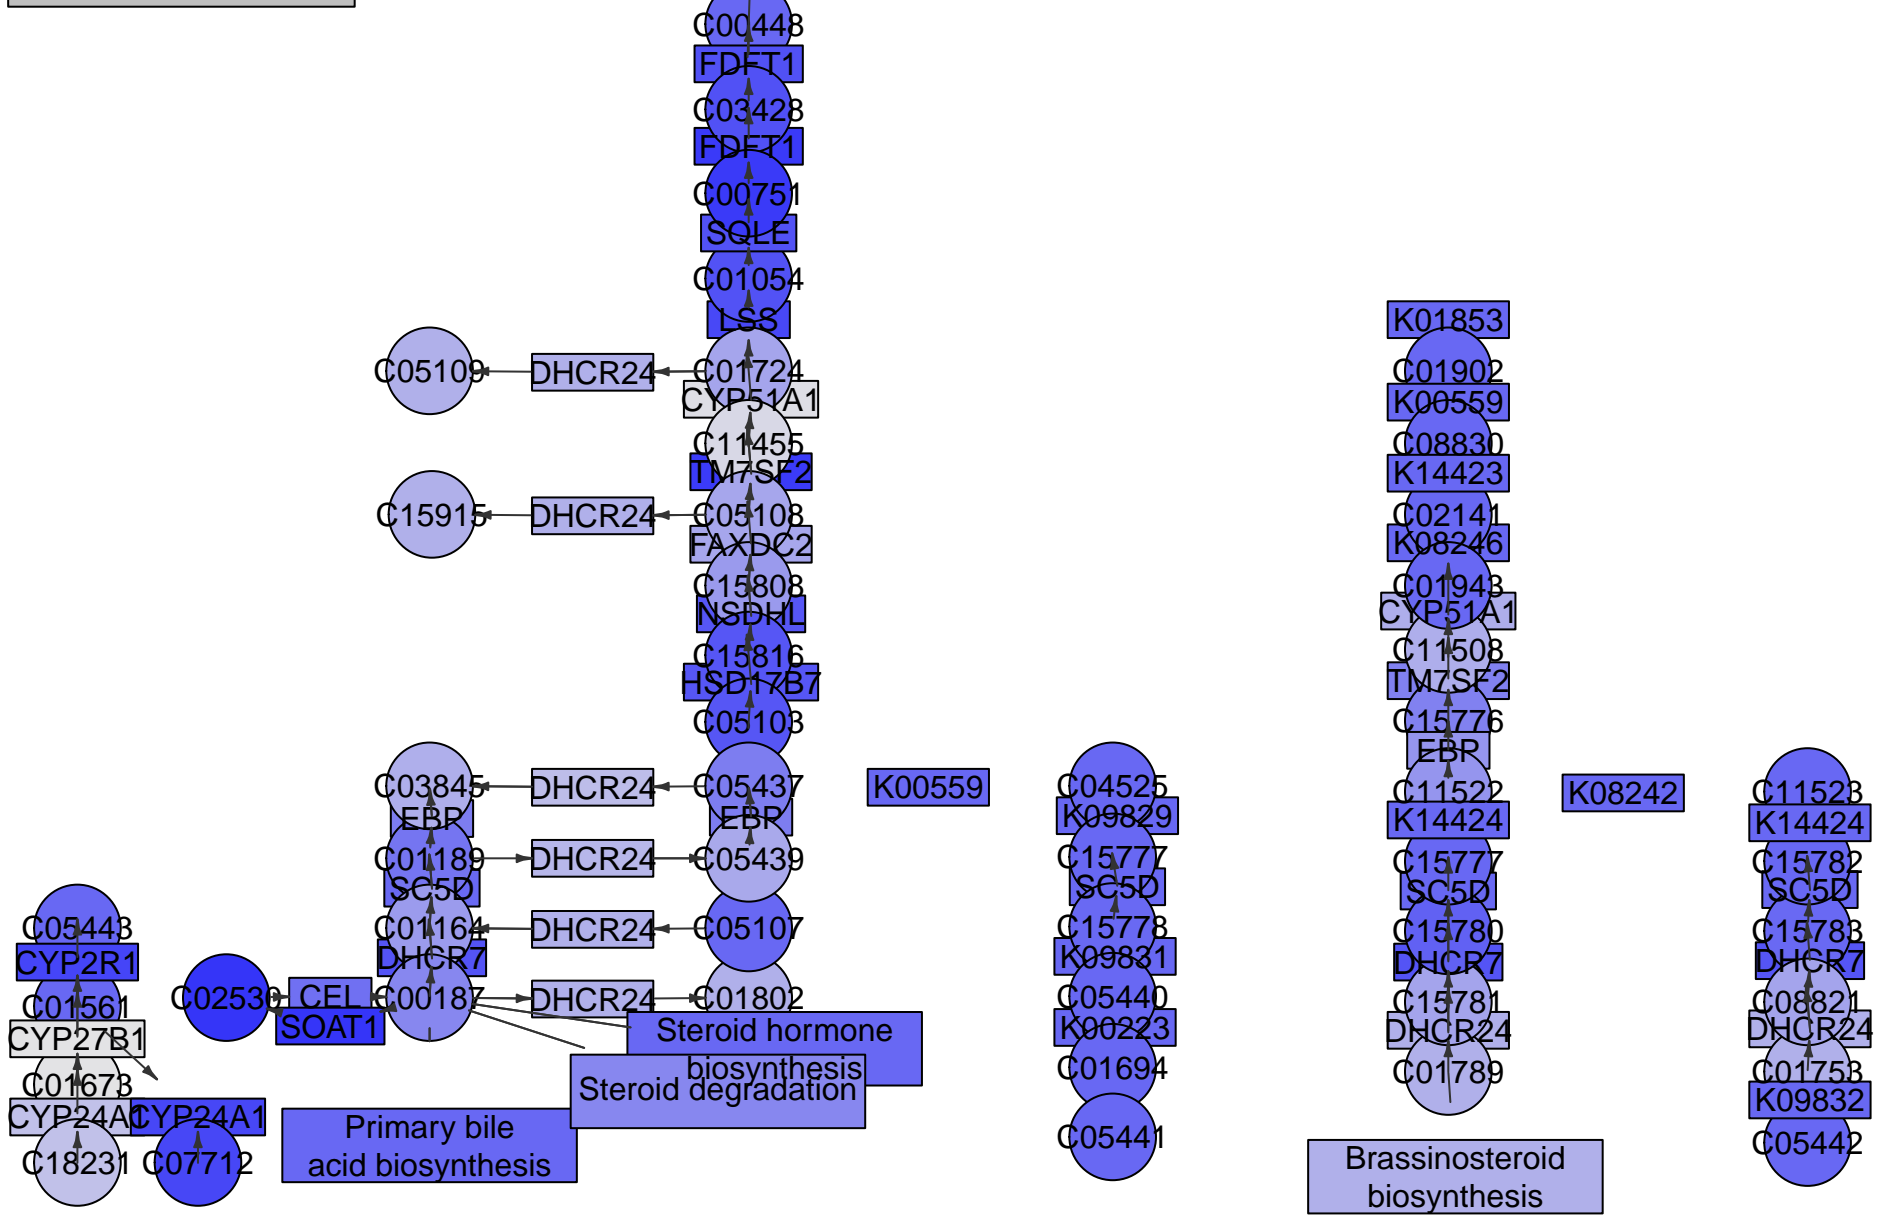 C00448
FDFT1
C03428
FDFT1
C00751
SQLE
C01054
LSS
K01853
C05109
DHCR24
C01724
C01902
CYP51A1
K00559
C11455
C08830
TM7SF2
K14423
C15915
DHCR24
C05108
C02141
FAXDC2
K08246
C15808
C01943
NSDHL
CYP51A1
C15816
C11508
HSD17B7
TM7SF2
C05103
C15776
EBP
C03845
DHCR24
C05437
K00559
C04525
C11522
K08242
C11523
EBP
EBP
K09829
K14424
K14424
C01189
DHCR24
C05439
C15777
C15777
C15782
SC5D
SC5D
SC5D
SC5D
C05443
C01164
DHCR24
C05107
C15778
C15780
C15783
CYP2R1
DHCR7
K09831
DHCR7
DHCR7
C01561
C02530
CEL
C00187
DHCR24
C01802
C05440
C15781
C08821
CYP27B1
SOAT1
Steroid hormone
biosynthesis
K00223
DHCR24
DHCR24
C01673
Steroid degradation
C01694
C01789
C01753
CYP24A1
CYP24A1
K09832
Primary bile
acid biosynthesis
C05441
C05442
C18231
C07712
Brassinosteroid
biosynthesis